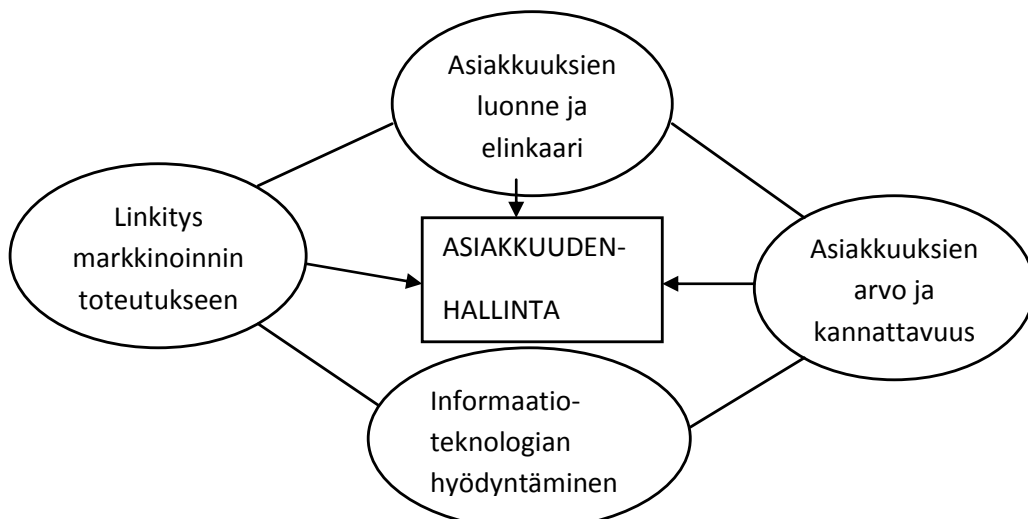 Asiakkuuksien
luonne ja
elinkaari
Linkitys
markkinoinnin
toteutukseen
ASIAKKUUDEN-
HALLINTA
Asiakkuuksien
arvo ja
kannattavuus
Informaatio-
teknologian
hyödyntäminen